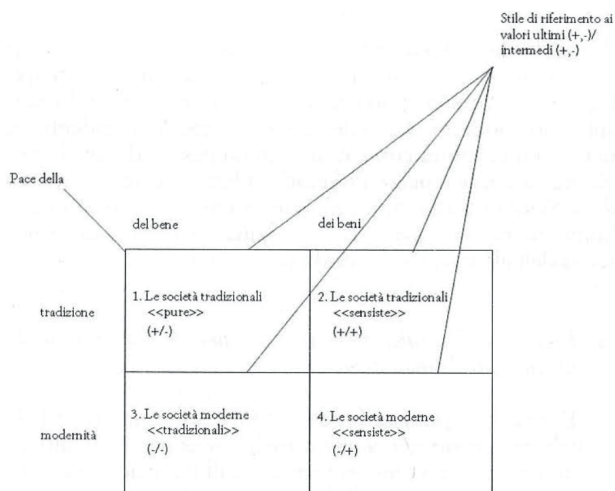 Stile di riferimento ai
valori ultimi (+,-)/
intermedi (+,-)
Pace della
del bene
dei beni
tradizione
1. Le società tradizionali
<<pure>>
(+/-)
2. Le società tradizionali
<<sensiste>>
(+/+)
modernità
3. Le società moderne
<<tradizionali>>
(-/-)
4. Le società moderne
<<sensiste>>
(-/+)